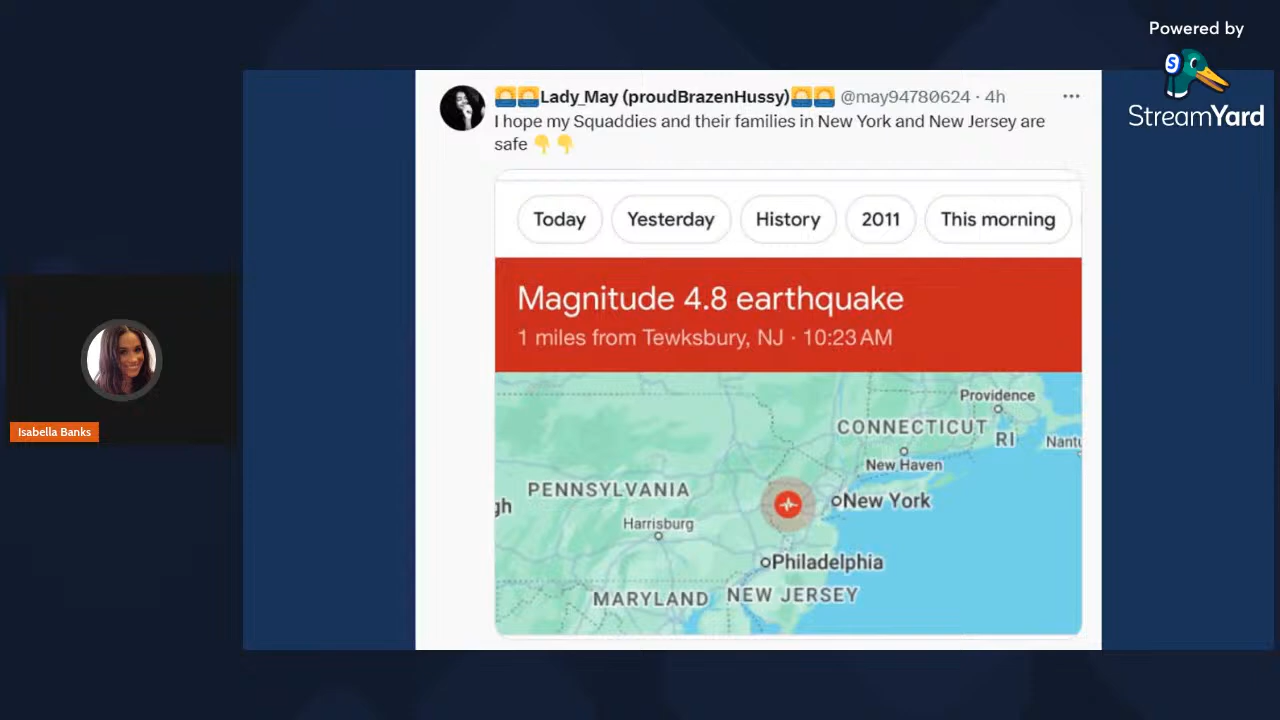 Powered by
StreamYard
🌅🌅Lady_May (proudBrazenHussy)🌅🌅 @may94780624 · 4h
I hope my Squaddies and their families in New York and New Jersey are
safe 👇👇
Today Yesterday History 2011 This morning
Magnitude 4.8 earthquake
1 miles from Tewksbury, NJ · 10:23 AM
Providence
CONNECTICUT
RI
Nantu
New Haven
PENNSYLVANIA
New York
gh
Harrisburg
Philadelphia
MARYLAND
NEW JERSEY
Isabella Banks